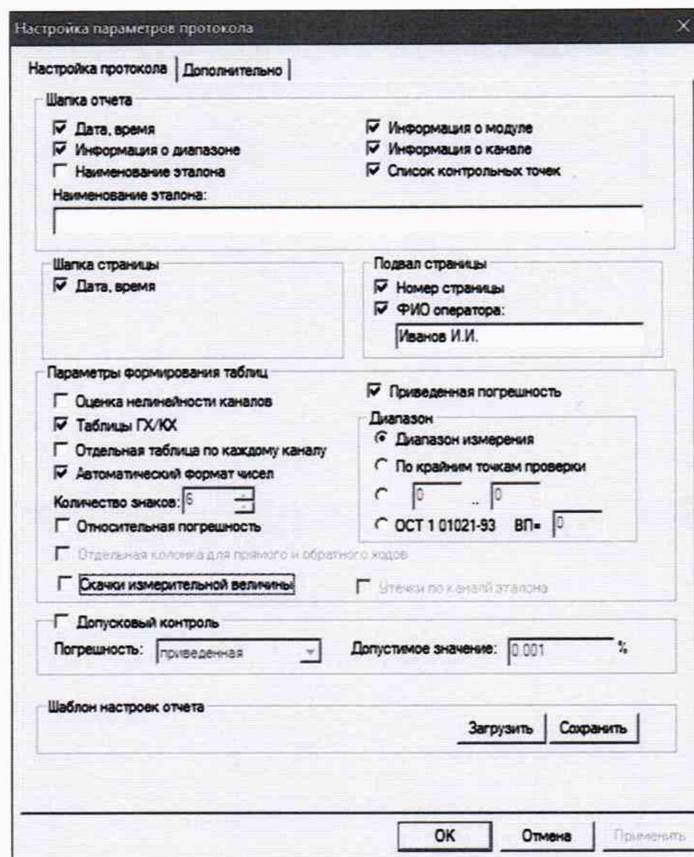 Настройка параметров протокола
Настройка протокола Дополнительно
Шапка отчета
Дата, время
Информация о модуле
Информация о диапазоне
Информация о канале
Наименование эталона
Список контрольных точек
Наименование эталона:
Шапка страницы
Дата, время
Подвал страницы
Номер страницы
ФИО оператора:
Иванов И.И.
Параметры формирования таблиц
Оценка нелинейности каналов
Таблицы ГХ/КХ
Отдельная таблица по каждому каналу
Автоматический формат чисел
Количество знаков: 6
Относительная погрешность
Приведенная погрешность
Диапазон
Диапазон измерения
По крайним точкам проверки
0 .. 0
ОСТ 1 01021-93 ВП= 0
Отдельная колонка для прямого и обратного ходов
Скачки измерительной величины
Утечки по каналй эталона
Допусковый контроль
Погрешность: приведенная
Допустимое значение: 0.001 %
Шаблон настроек отчета
Загрузить Сохранить
OK Отмена Применить